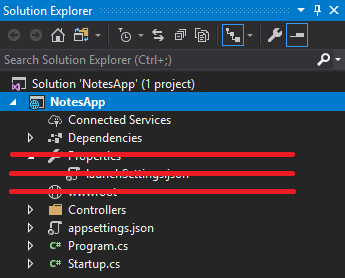 Solution Explorer
Search Solution Explorer (Ctrl+;)
Solution 'NotesApp' (1 project)
NotesApp
Connected Services
Dependencies
Properties
launchSettings.json
wwwroot
Controllers
appsettings.json
Program.cs
Startup.cs